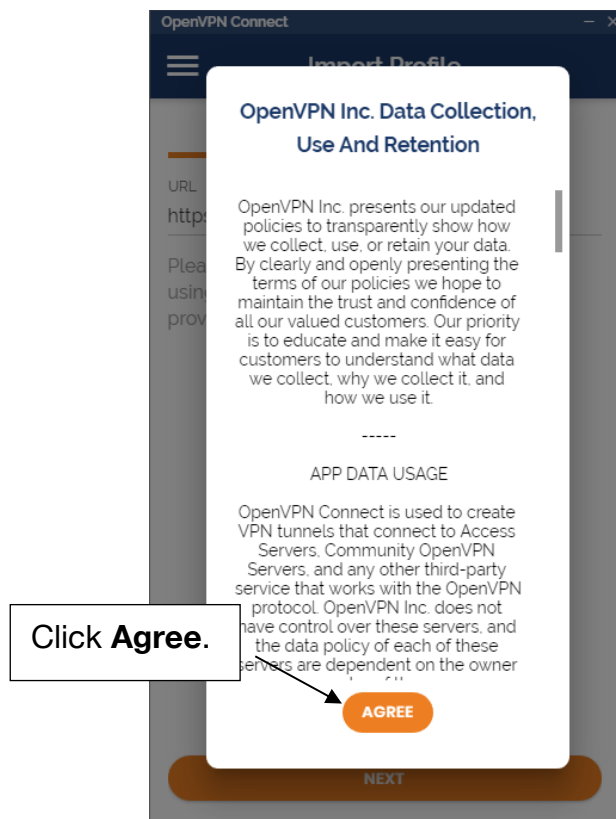 OpenVPN Connect
Import Profile
OpenVPN Inc. Data Collection,
Use And Retention
URL
https
Plea
using
prov
OpenVPN Inc. presents our updated
policies to transparently show how
we collect, use, or retain your data.
By clearly and openly presenting the
terms of our policies we hope to
maintain the trust and confidence of
all our valued customers. Our priority
is to educate and make it easy for
customers to understand what data
we collect, why we collect it, and
how we use it.
-----
APP DATA USAGE
OpenVPN Connect is used to create
VPN tunnels that connect to Access
Servers, Community OpenVPN
Servers, and any other third-party
service that works with the OpenVPN
protocol. OpenVPN Inc. does not
have control over these servers, and
the data policy of each of these
servers are dependent on the owner
Click Agree.
AGREE
NEXT